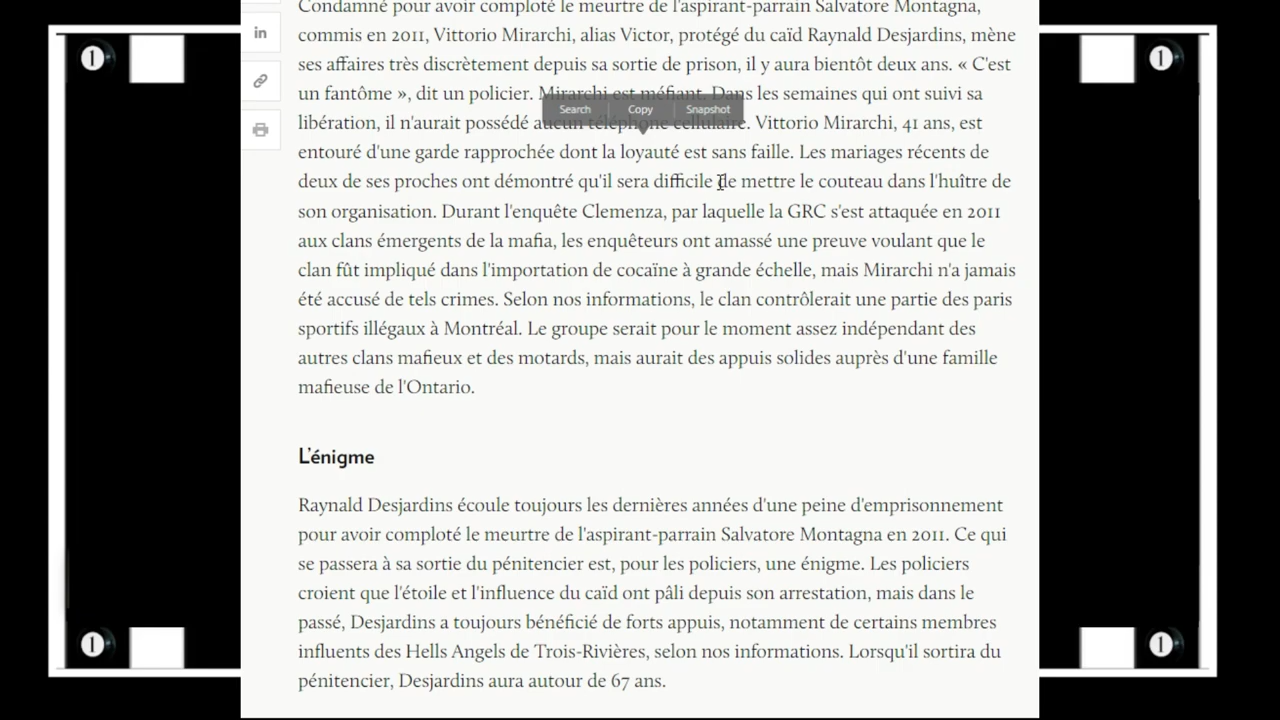 Condamné pour avoir comploté le meurtre de l'aspirant-parrain Salvatore Montagna,
commis en 2011, Vittorio Mirarchi, alias Victor, protégé du caïd Raynald Desjardins, mène
ses affaires très discrètement depuis sa sortie de prison, il y aura bientôt deux ans. « C'est
un fantôme », dit un policier. Mirarchi est méfiant. Dans les semaines qui ont suivi sa
Search Copy Snapshot
libération, il n'aurait possédé aucun téléphone cellulaire. Vittorio Mirarchi, 41 ans, est
entouré d'une garde rapprochée dont la loyauté est sans faille. Les mariages récents de
deux de ses proches ont démontré qu'il sera difficile de mettre le couteau dans l'huître de
son organisation. Durant l'enquête Clemenza, par laquelle la GRC s'est attaquée en 2011
aux clans émergents de la mafia, les enquêteurs ont amassé une preuve voulant que le
clan fût impliqué dans l'importation de cocaïne à grande échelle, mais Mirarchi n'a jamais
été accusé de tels crimes. Selon nos informations, le clan contrôlerait une partie des paris
sportifs illégaux à Montréal. Le groupe serait pour le moment assez indépendant des
autres clans mafieux et des motards, mais aurait des appuis solides auprès d'une famille
mafieuse de l'Ontario.
L'énigme
Raynald Desjardins écoule toujours les dernières années d'une peine d'emprisonnement
pour avoir comploté le meurtre de l'aspirant-parrain Salvatore Montagna en 2011. Ce qui
se passera à sa sortie du pénitencier est, pour les policiers, une énigme. Les policiers
croient que l'étoile et l'influence du caïd ont pâli depuis son arrestation, mais dans le
passé, Desjardins a toujours bénéficié de forts appuis, notamment de certains membres
influents des Hells Angels de Trois-Rivières, selon nos informations. Lorsqu'il sortira du
pénitencier, Desjardins aura autour de 67 ans.
in
1
1
1
1